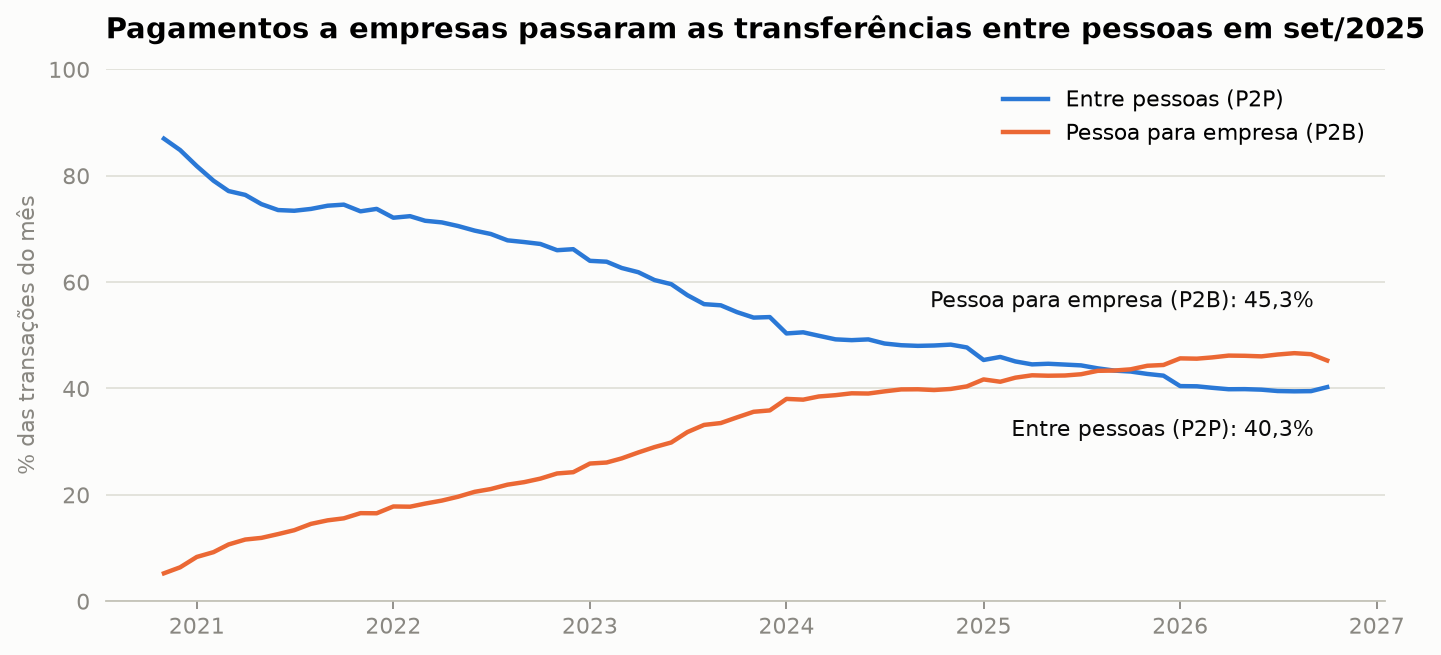 Pagamentos a empresas passaram as transferências entre pessoas em set/2025
% das transações do mês
100
80
60
40
20
0
Entre pessoas (P2P)
Pessoa para empresa (P2B)
Pessoa para empresa (P2B): 45,3%
Entre pessoas (P2P): 40,3%
2021
2022
2023
2024
2025
2026
2027